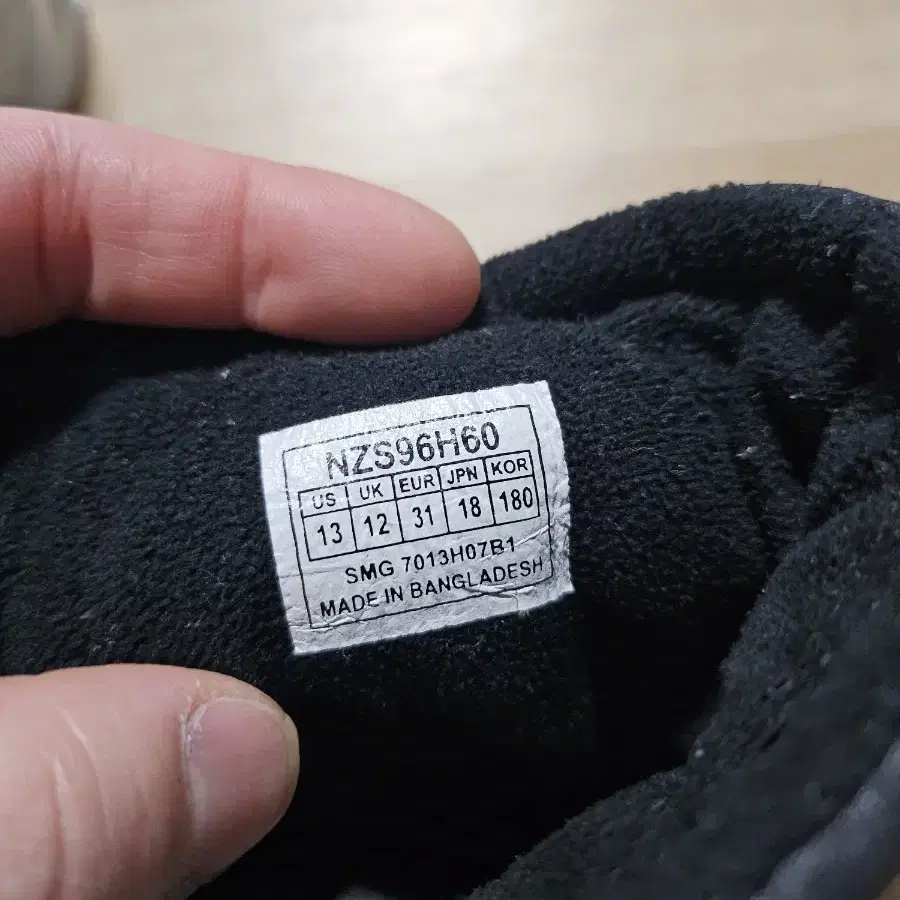 NZS96H60
US UK EUR JPN KOR
13 12 31 18 180
SMG 7013H07B1
MADE IN BANGLADESH